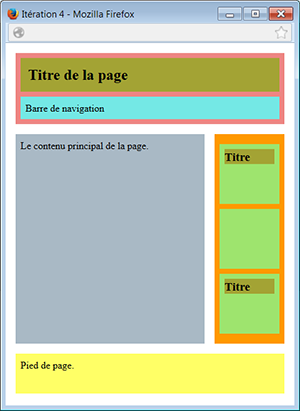 Itération 4 - Mozilla Firefox
Titre de la page
Barre de navigation
Le contenu principal de la page.
Titre
Titre
Pied de page.